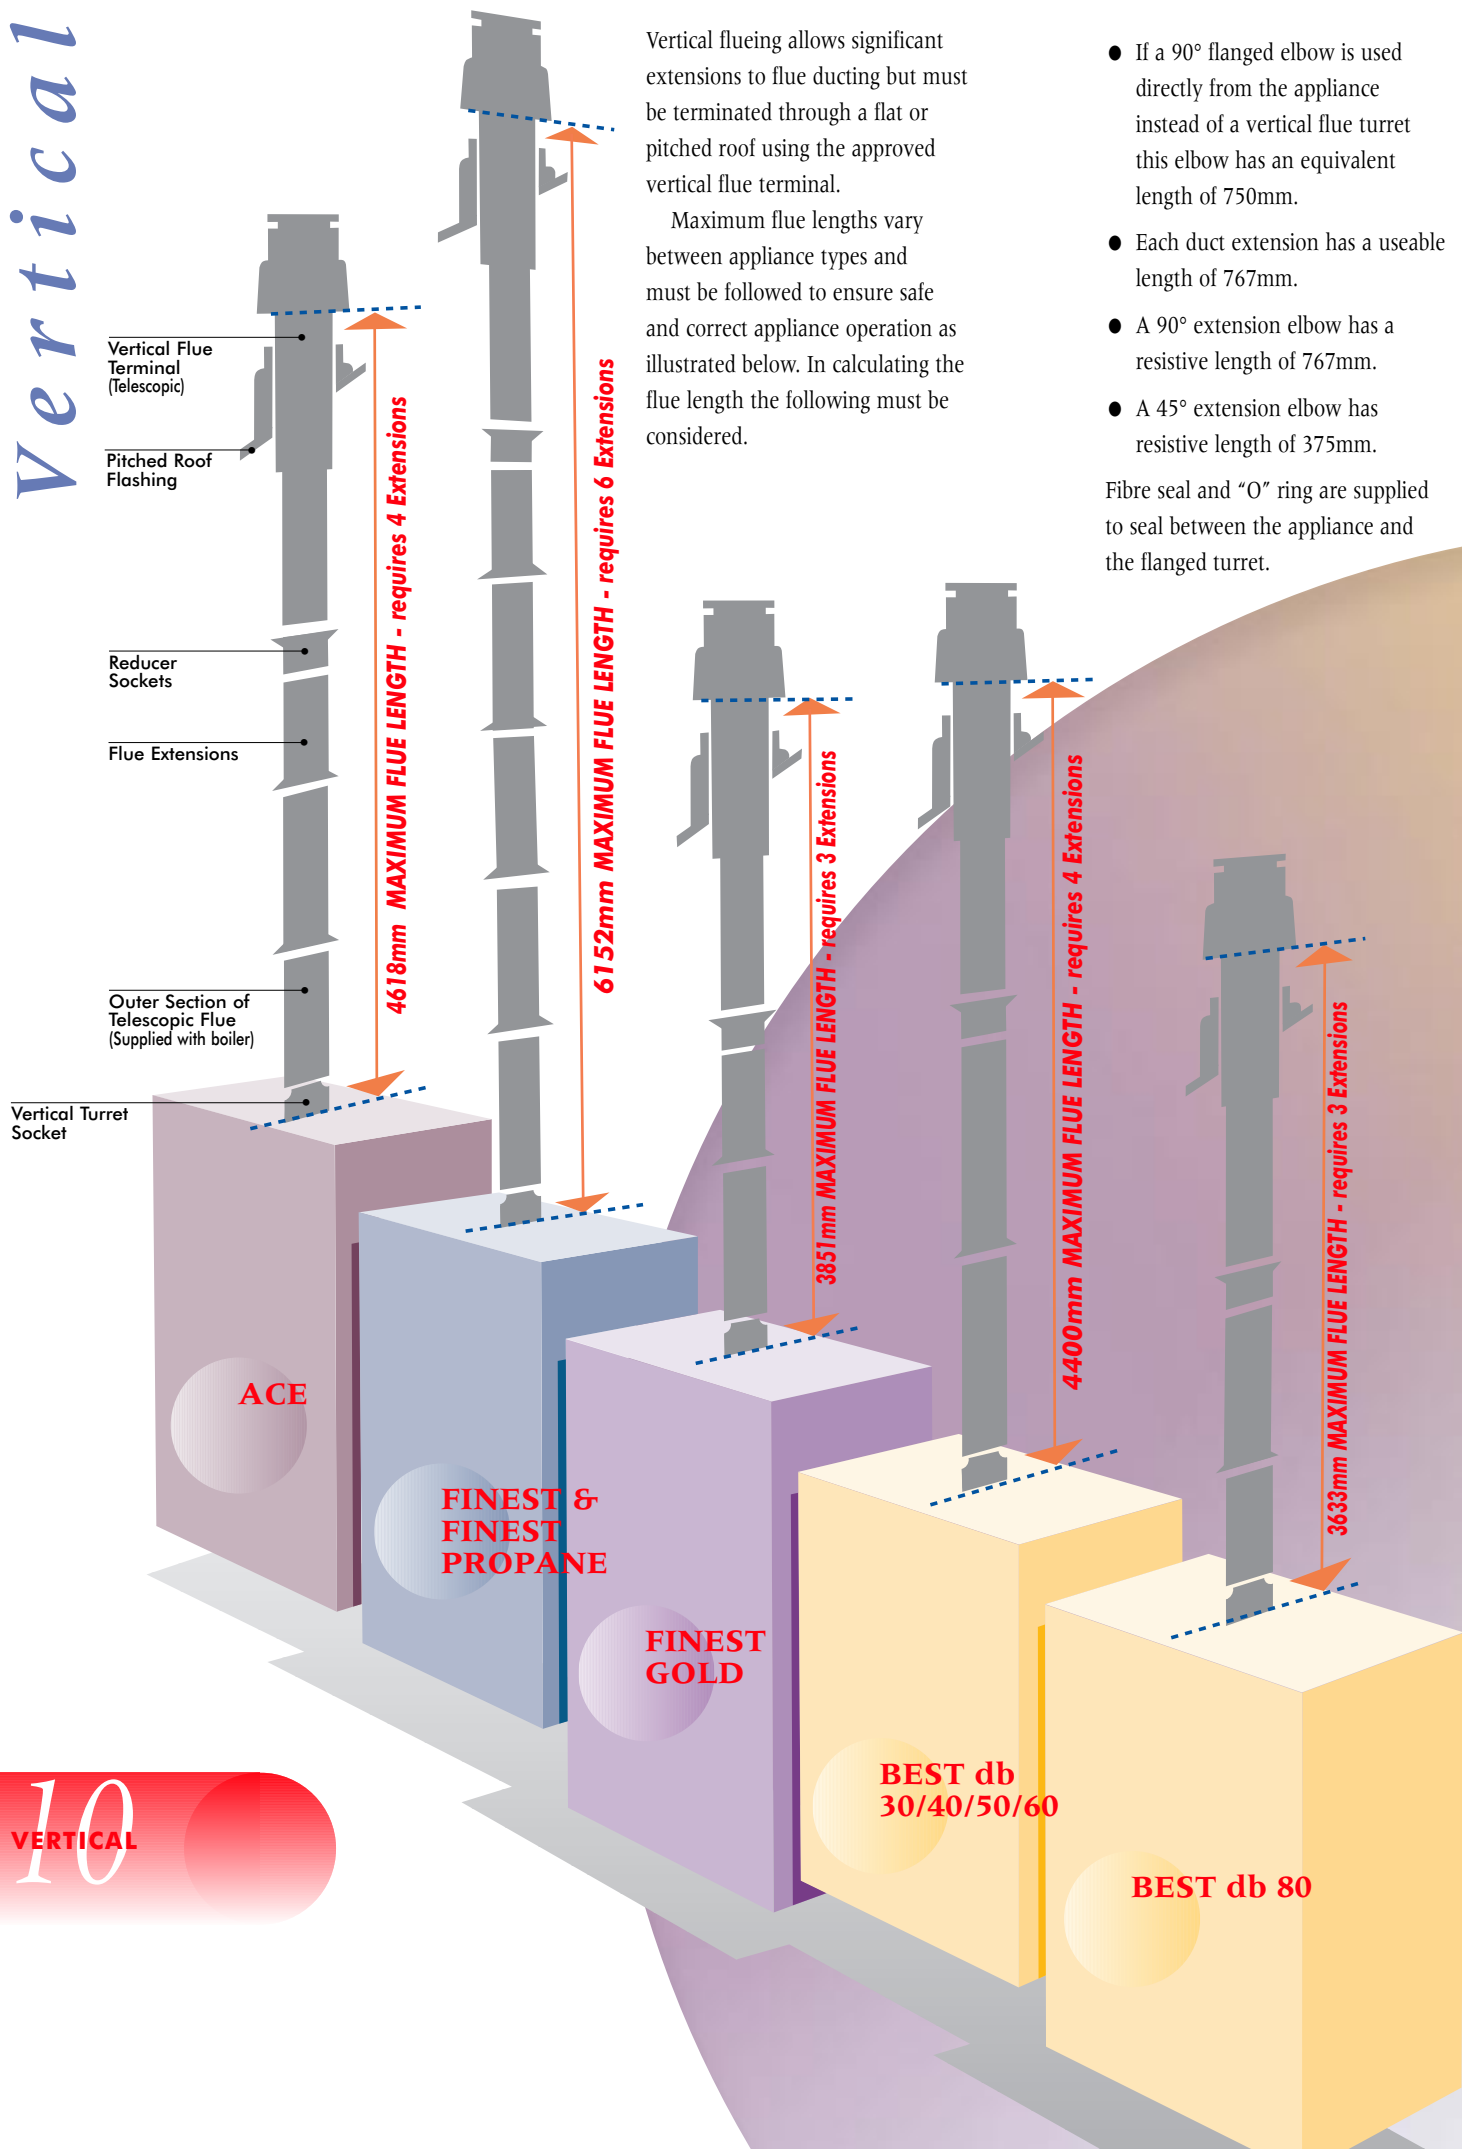 Vertical
Vertical flueing allows significant
extensions to flue ducting but must
be terminated through a flat or
pitched roof using the approved
vertical flue terminal.
Maximum flue lengths vary
between appliance types and
must be followed to ensure safe
and correct appliance operation as
illustrated below. In calculating the
flue length the following must be
considered.
● If a 90° flanged elbow is used
directly from the appliance
instead of a vertical flue turret
this elbow has an equivalent
length of 750mm.
● Each duct extension has a useable
length of 767mm.
● A 90° extension elbow has a
resistive length of 767mm.
● A 45° extension elbow has
resistive length of 375mm.
Fibre seal and “O” ring are supplied
to seal between the appliance and
the flanged turret.
Vertical Flue
Terminal
(Telescopic)
Pitched Roof
Flashing
Reducer
Sockets
Flue Extensions
Outer Section of
Telescopic Flue
(Supplied with boiler)
Vertical Turret
Socket
4618mm MAXIMUM FLUE LENGTH - requires 4 Extensions
6152mm MAXIMUM FLUE LENGTH - requires 6 Extensions
3851mm MAXIMUM FLUE LENGTH - requires 3 Extensions
4400mm MAXIMUM FLUE LENGTH - requires 4 Extensions
3633mm MAXIMUM FLUE LENGTH - requires 3 Extensions
ACE
FINEST &
FINEST
PROPANE
FINEST
GOLD
BEST db
30/40/50/60
BEST db 80
10
VERTICAL